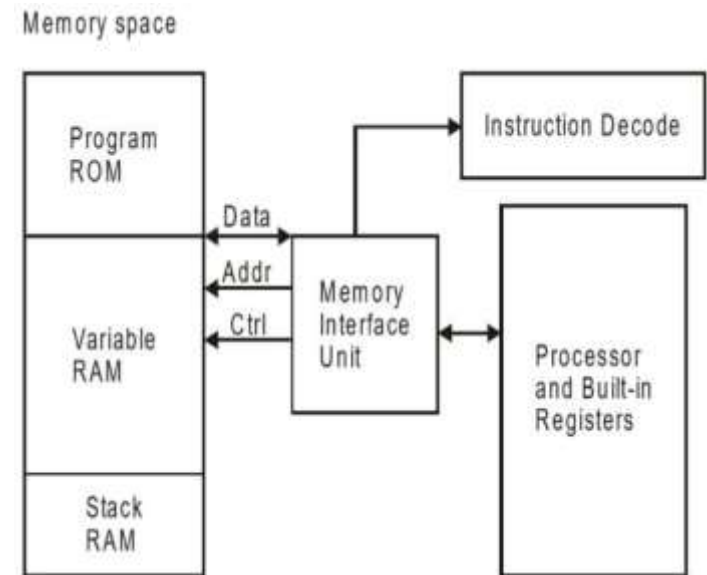 Memory space
Program
ROM
Instruction Decode
Data
Addr
Ctrl
Memory
Interface
Unit
Variable
RAM
Processor
and Built-in
Registers
Stack
RAM